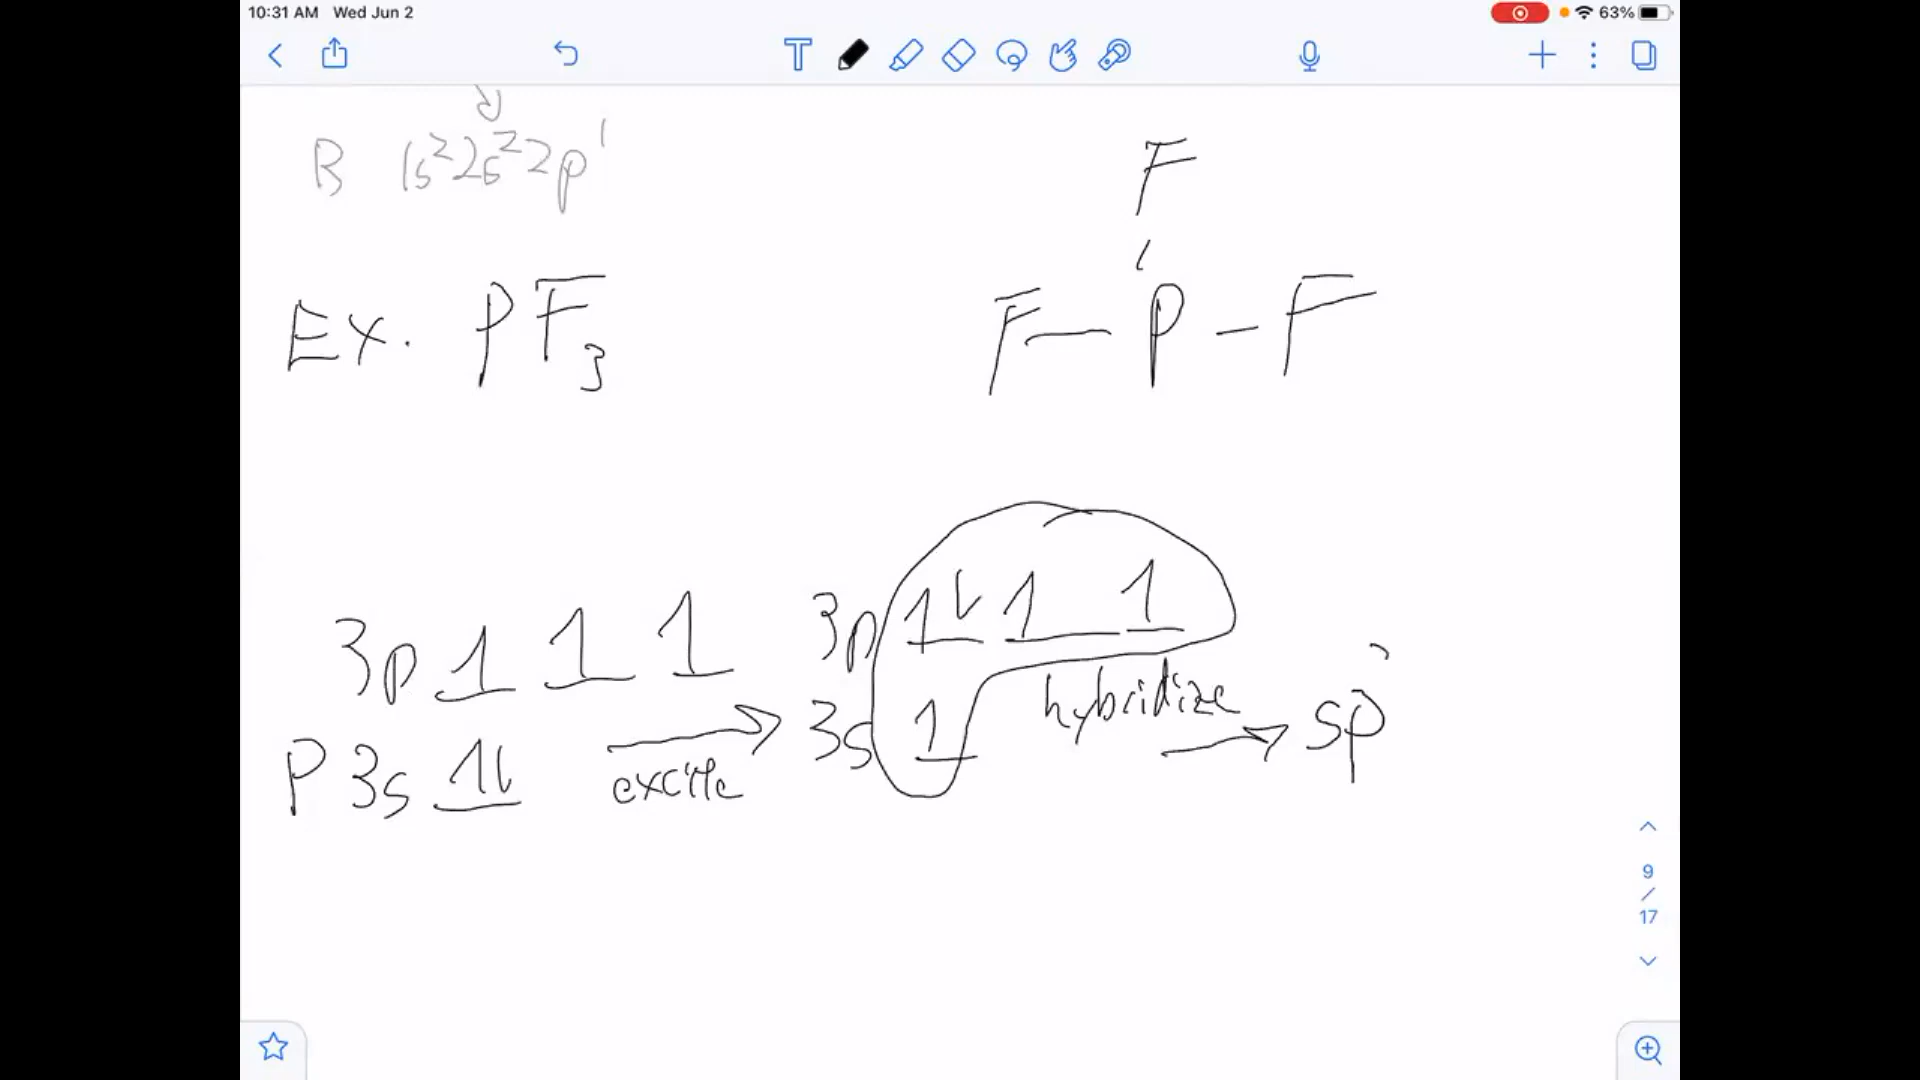 10:31 AM Wed Jun 2
63%
T
B 1s²2s²2p¹
F
Ex. PF₃
F—P–F
3p 1 1 1
3p 1 1 1
P 3s 1
excite
3s 1
hybridize
sp
9
/
17